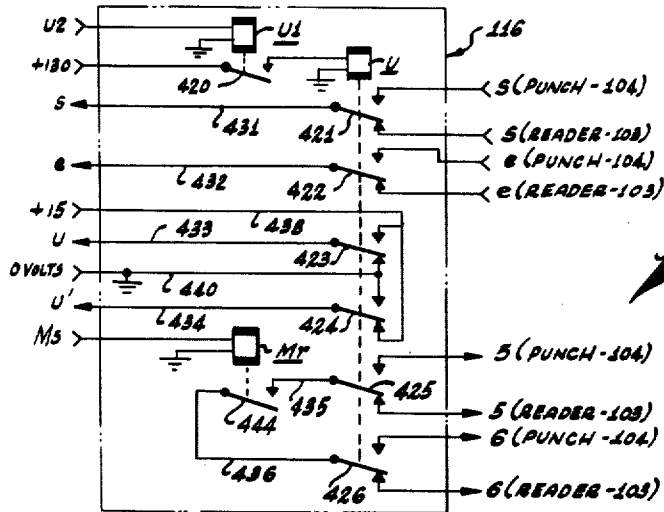 U2
U1
116
+130
420
U
S
431
421
S (PUNCH-104)
S (READER-103)
e
432
422
e (PUNCH-104)
e (READER-103)
+15
438
U
433
423
0 VOLTS
440
U'
434
424
Ms
Mr
444
435
425
5 (PUNCH-104)
5 (READER-103)
436
426
6 (PUNCH-104)
6 (READER-103)